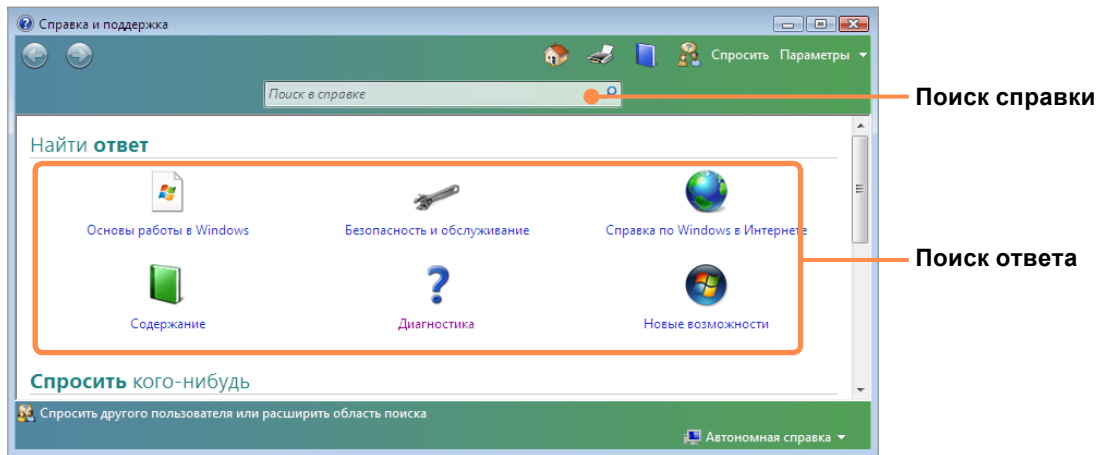 Справка и поддержка
Спросить Параметры
Поиск в справке
Поиск справки
Найти ответ
Основы работы в Windows
Безопасность и обслуживание
Справка по Windows в Интернете
Поиск ответа
Содержание
Диагностика
Новые возможности
Спросить кого-нибудь
Спросить другого пользователя или расширить область поиска
Автономная справка